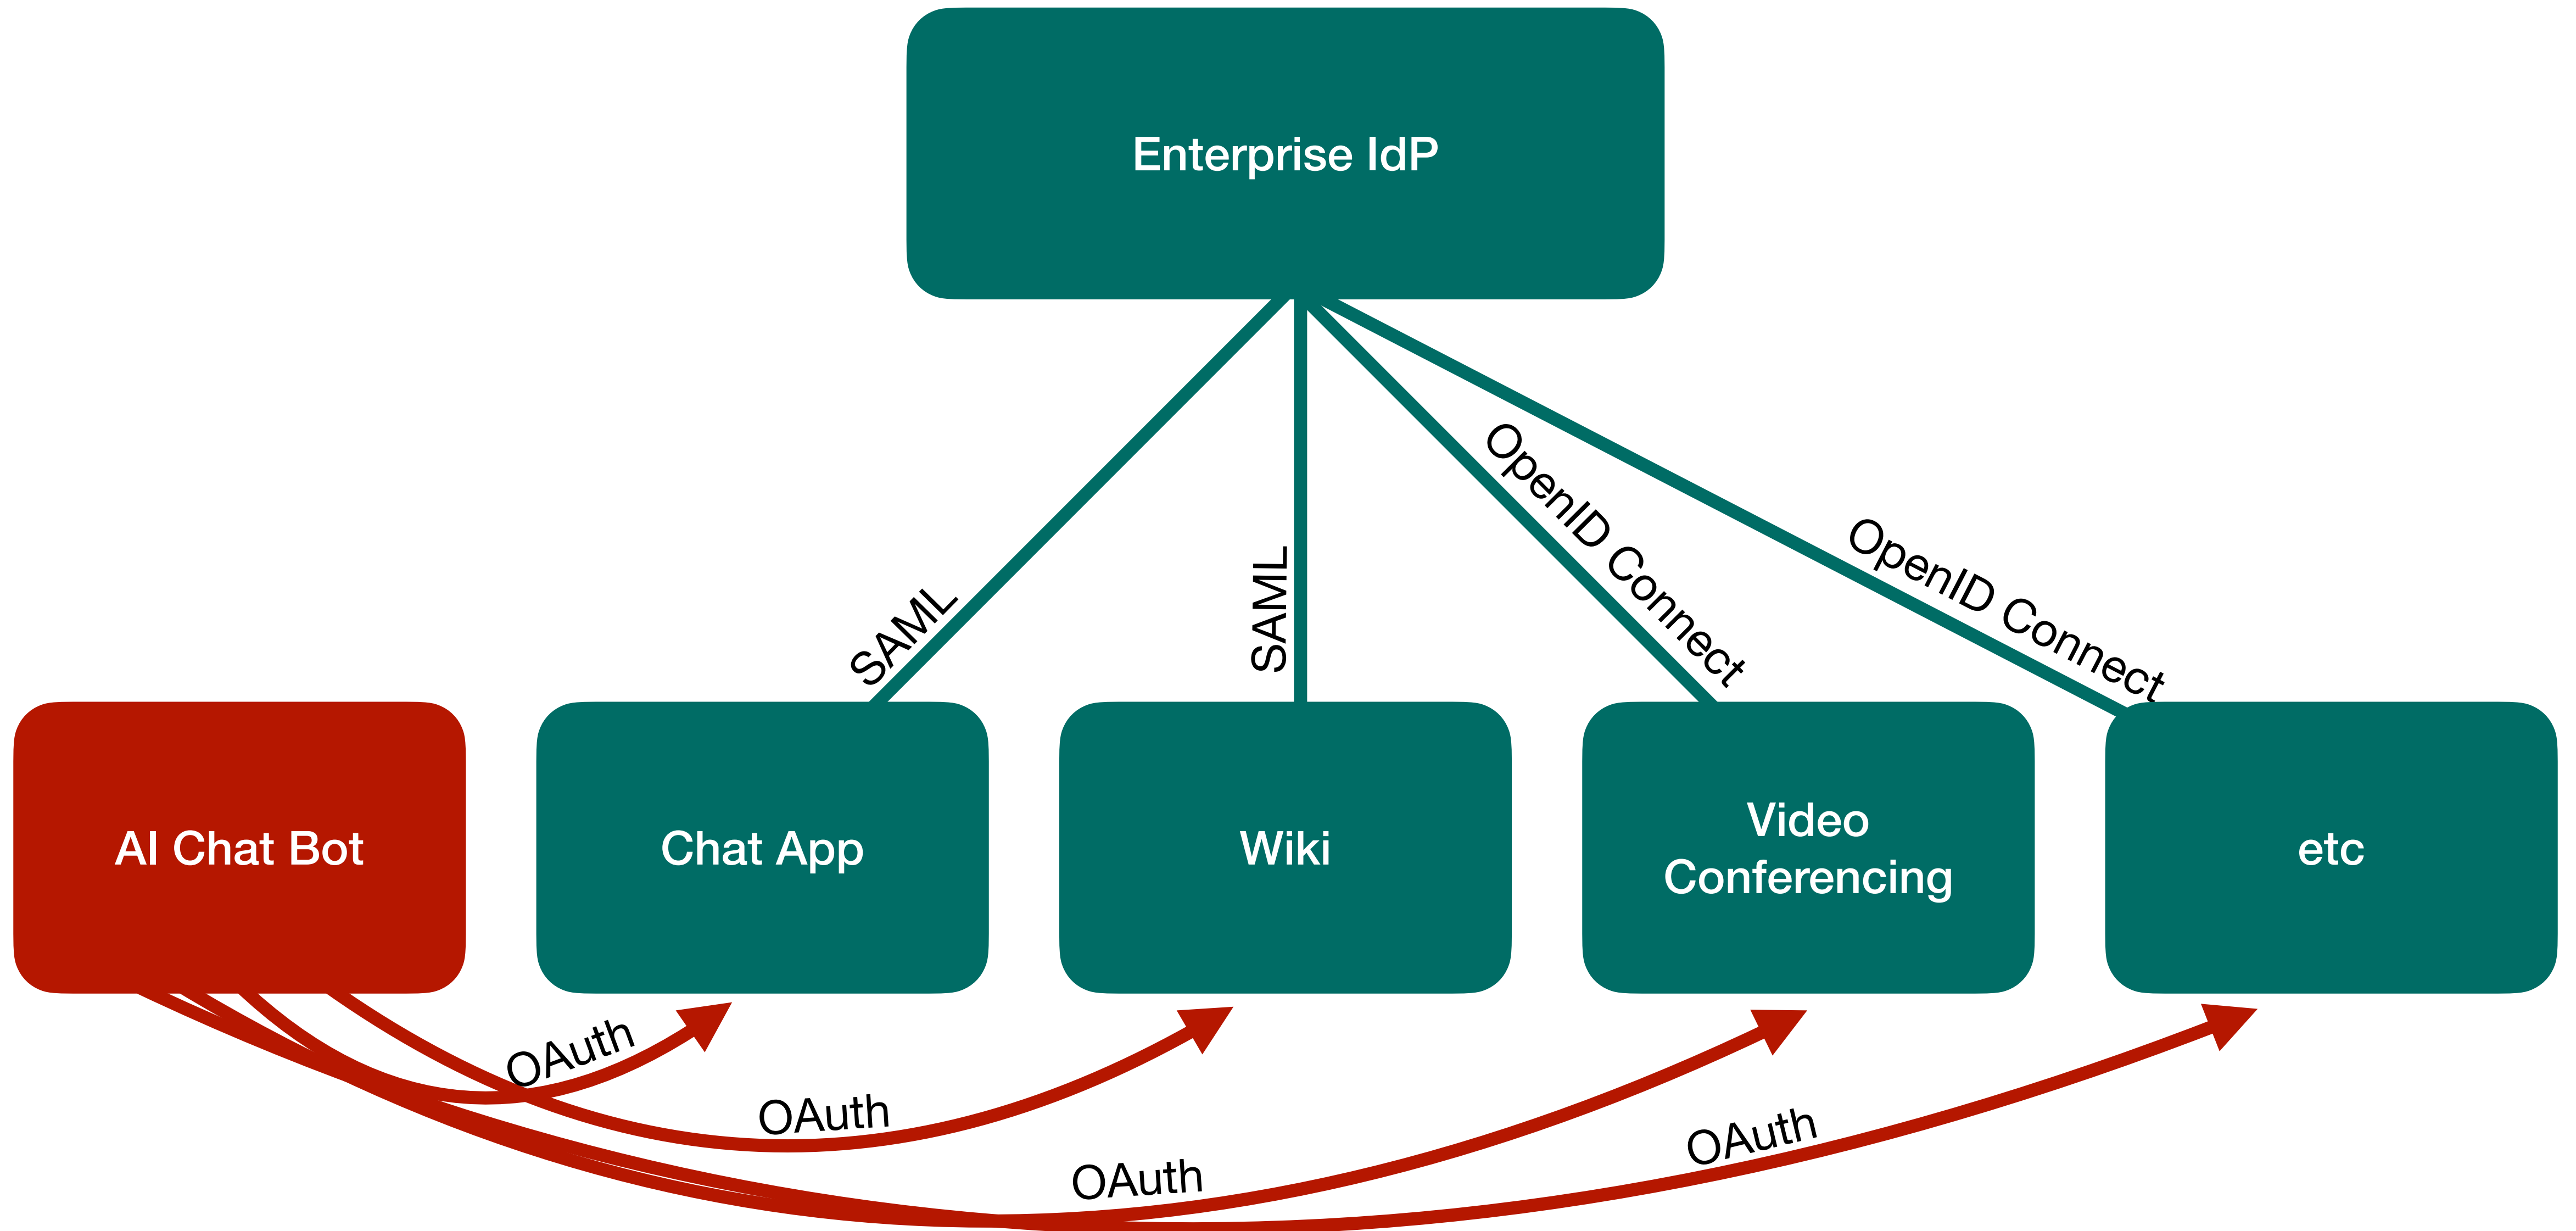 Enterprise IdP
SAML
SAML
OpenID Connect
OpenID Connect
AI Chat Bot
Chat App
Wiki
Video
Conferencing
etc
OAuth
OAuth
OAuth
OAuth